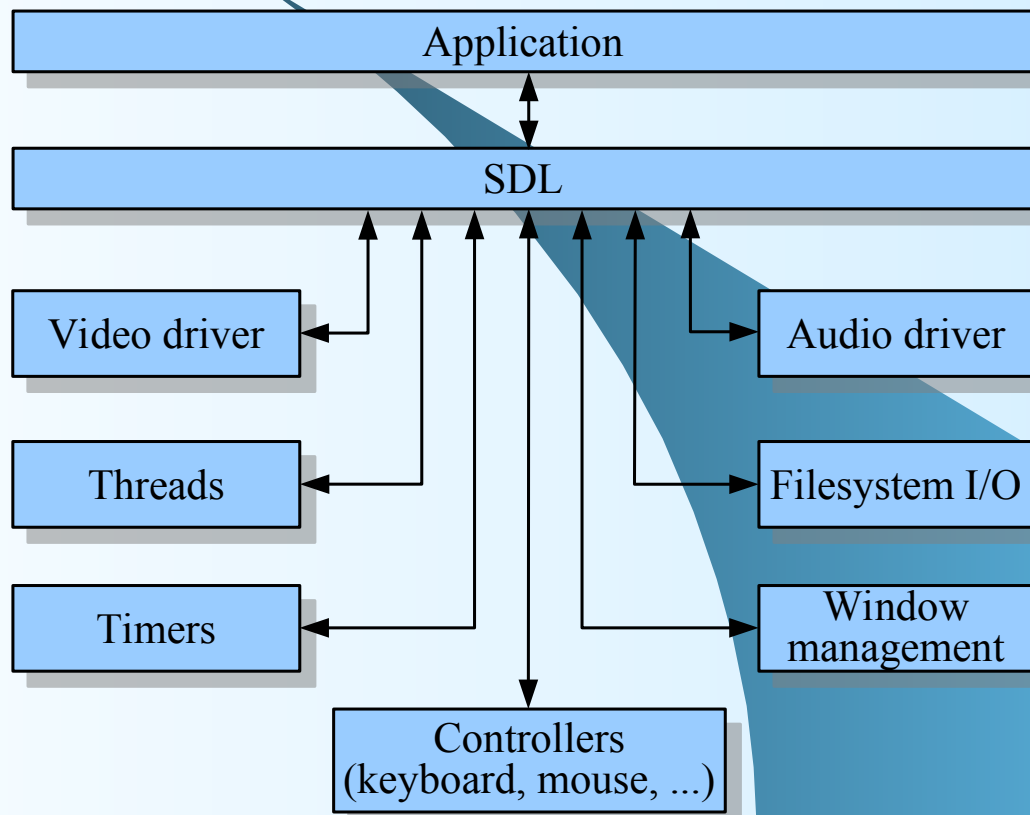 Application
SDL
Video driver
Audio driver
Threads
Filesystem I/O
Timers
Window
management
Controllers
(keyboard, mouse, ...)